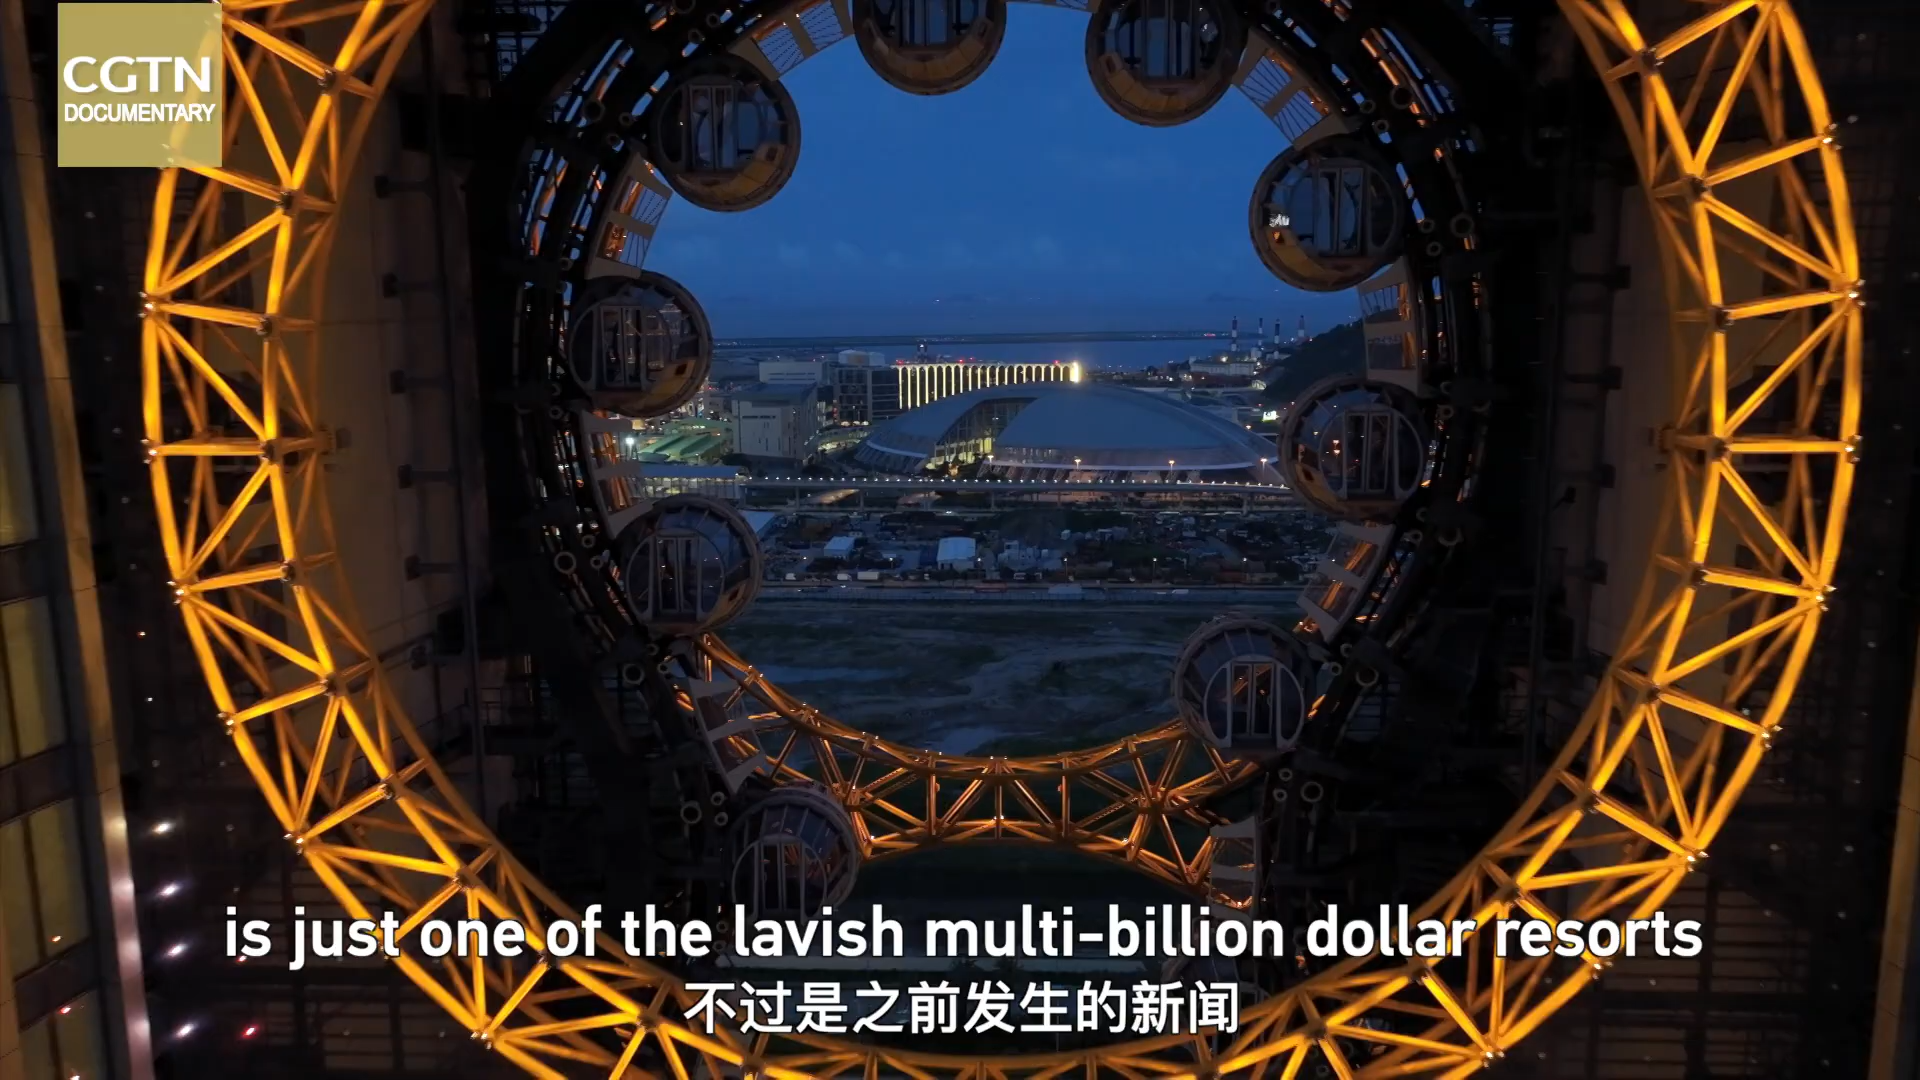 CGTN
DOCUMENTARY
is just one of the lavish multi-billion dollar resorts
不过是之前发生的新闻